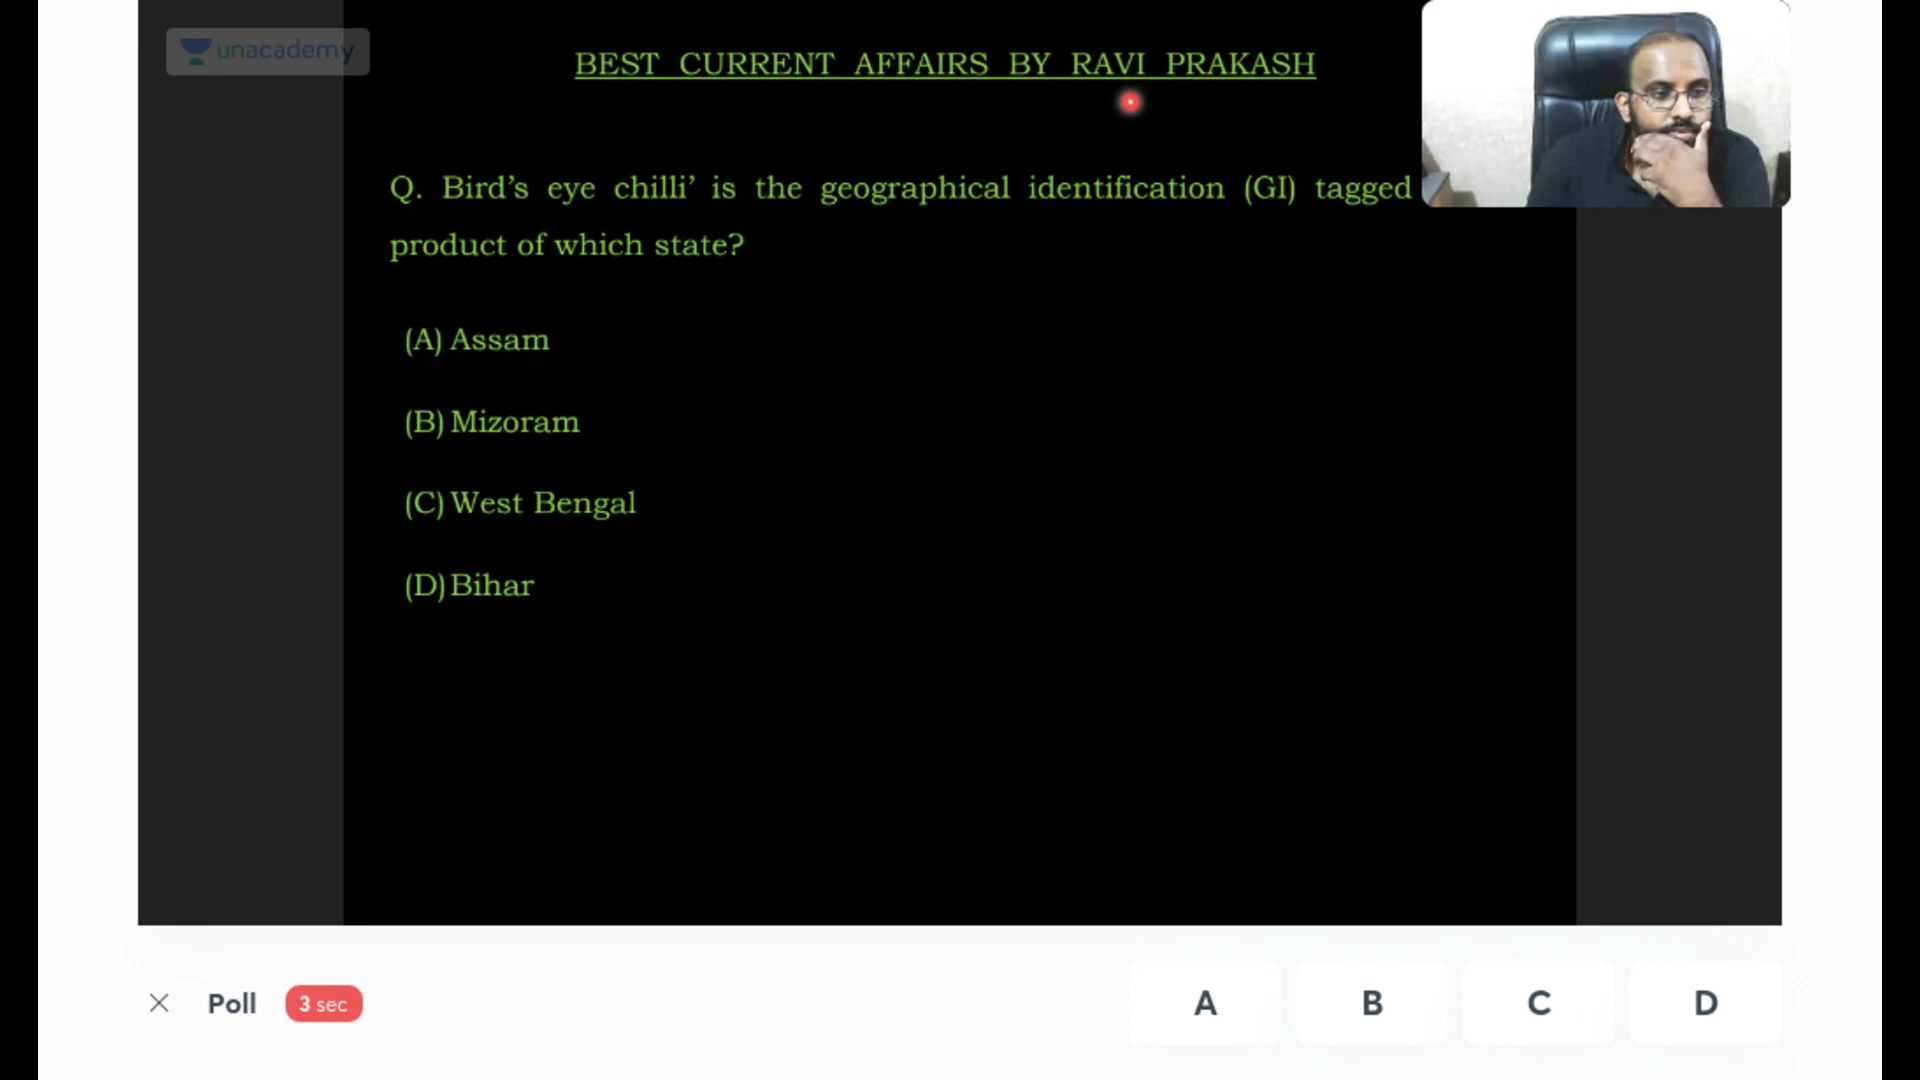 unacademy
BEST CURRENT AFFAIRS BY RAVI PRAKASH
Q. Bird’s eye chilli’ is the geographical identification (GI) tagged
product of which state?
(A) Assam
(B) Mizoram
(C) West Bengal
(D) Bihar
Poll 3 sec A B C D